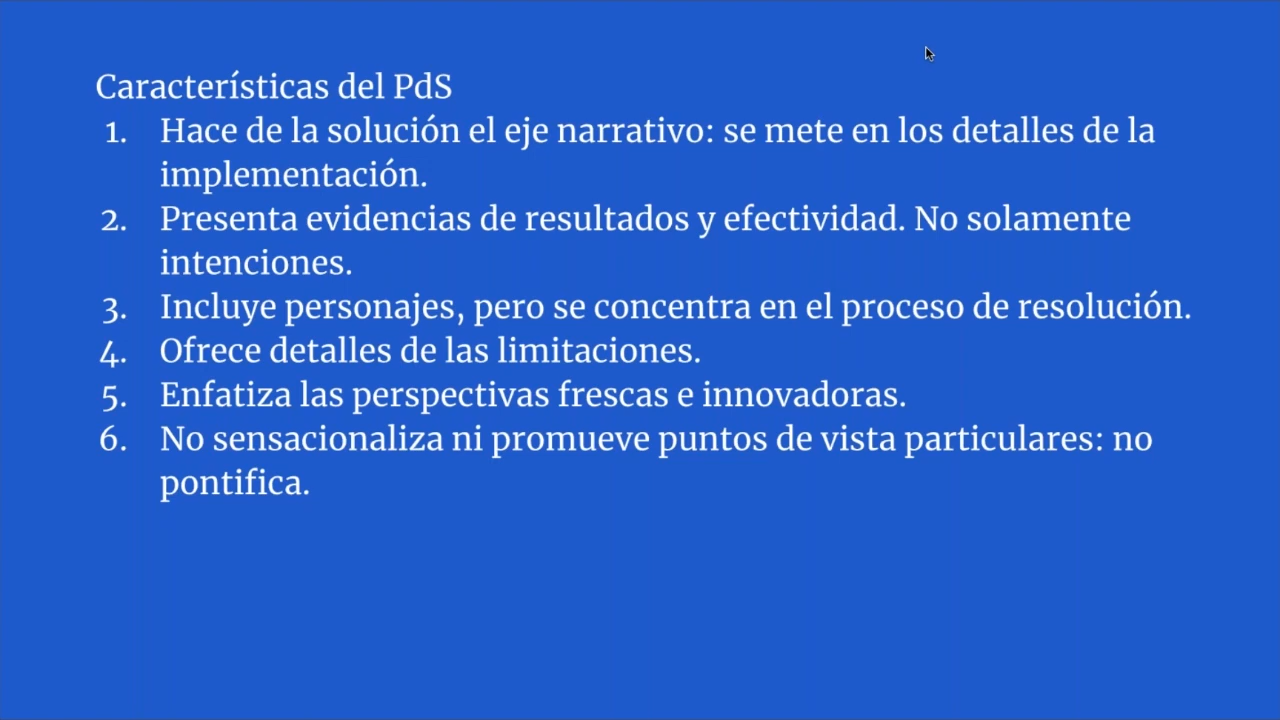 Características del PdS
1. Hace de la solución el eje narrativo: se mete en los detalles de la
implementación.
2. Presenta evidencias de resultados y efectividad. No solamente
intenciones.
3. Incluye personajes, pero se concentra en el proceso de resolución.
4. Ofrece detalles de las limitaciones.
5. Enfatiza las perspectivas frescas e innovadoras.
6. No sensacionaliza ni promueve puntos de vista particulares: no
pontifica.